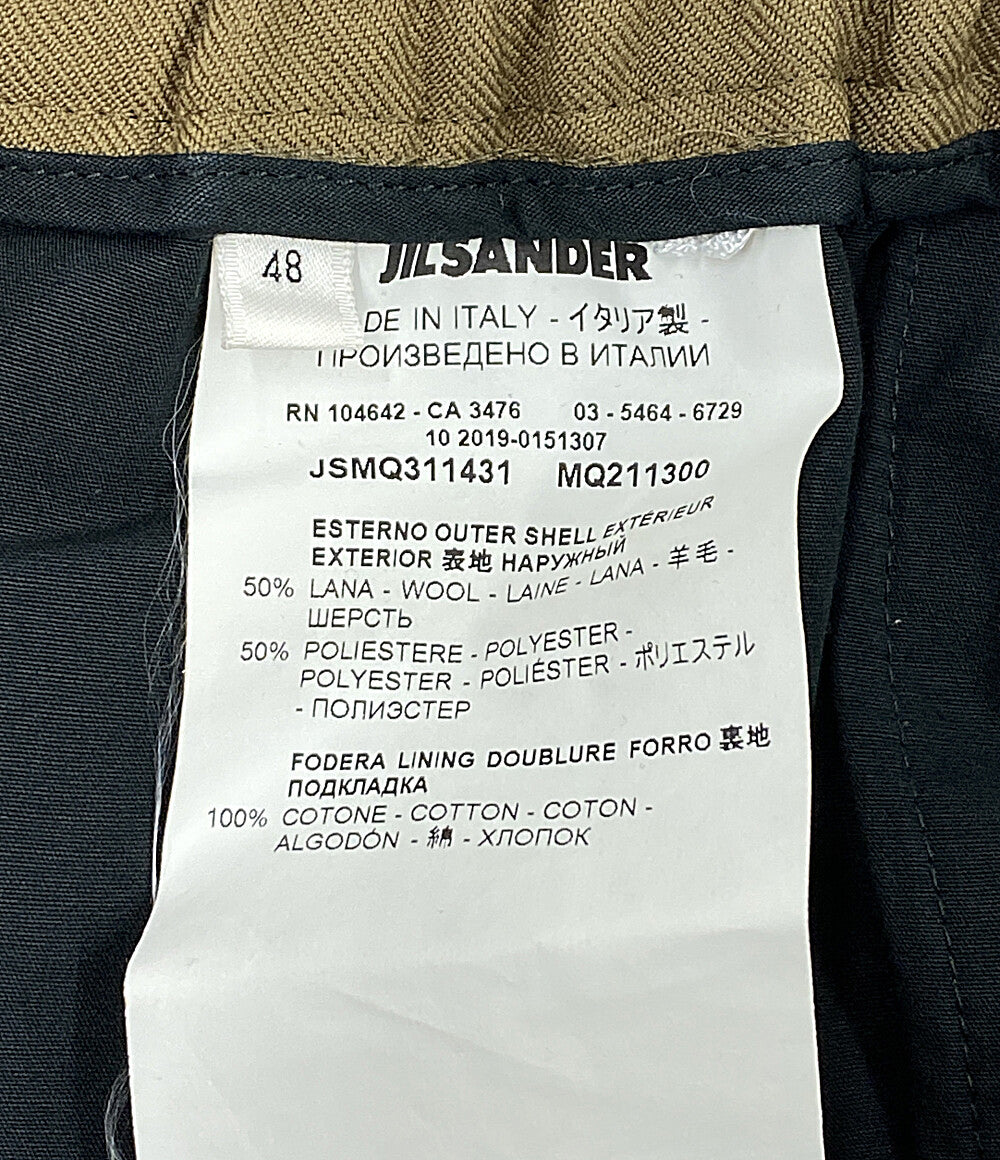 48
JILSANDER
DE IN ITALY - イタリア製 -
ПРОИЗВЕДЕНО В ИТАЛИИ
RN 104642 - CA 3476 03 - 5464 - 6729
10 2019-0151307
JSMQ311431 MQ211300
ESTERNO OUTER SHELL EXTÉRIEUR
EXTERIOR 表地 НАРУЖНЫЙ
50% LANA - WOOL - LAINE - LANA - 羊毛 -
ШЕРСТЬ
50% POLIESTERE - POLYESTER -
POLYESTER - POLIÉSTER - ポリエステル
- ПОЛИЭСТЕР
FODERA LINING DOUBLURE FORRO 裏地
ПОДКЛАДКА
100% COTONE - COTTON - COTON -
ALGODÓN - 綿 - ХЛОПОК